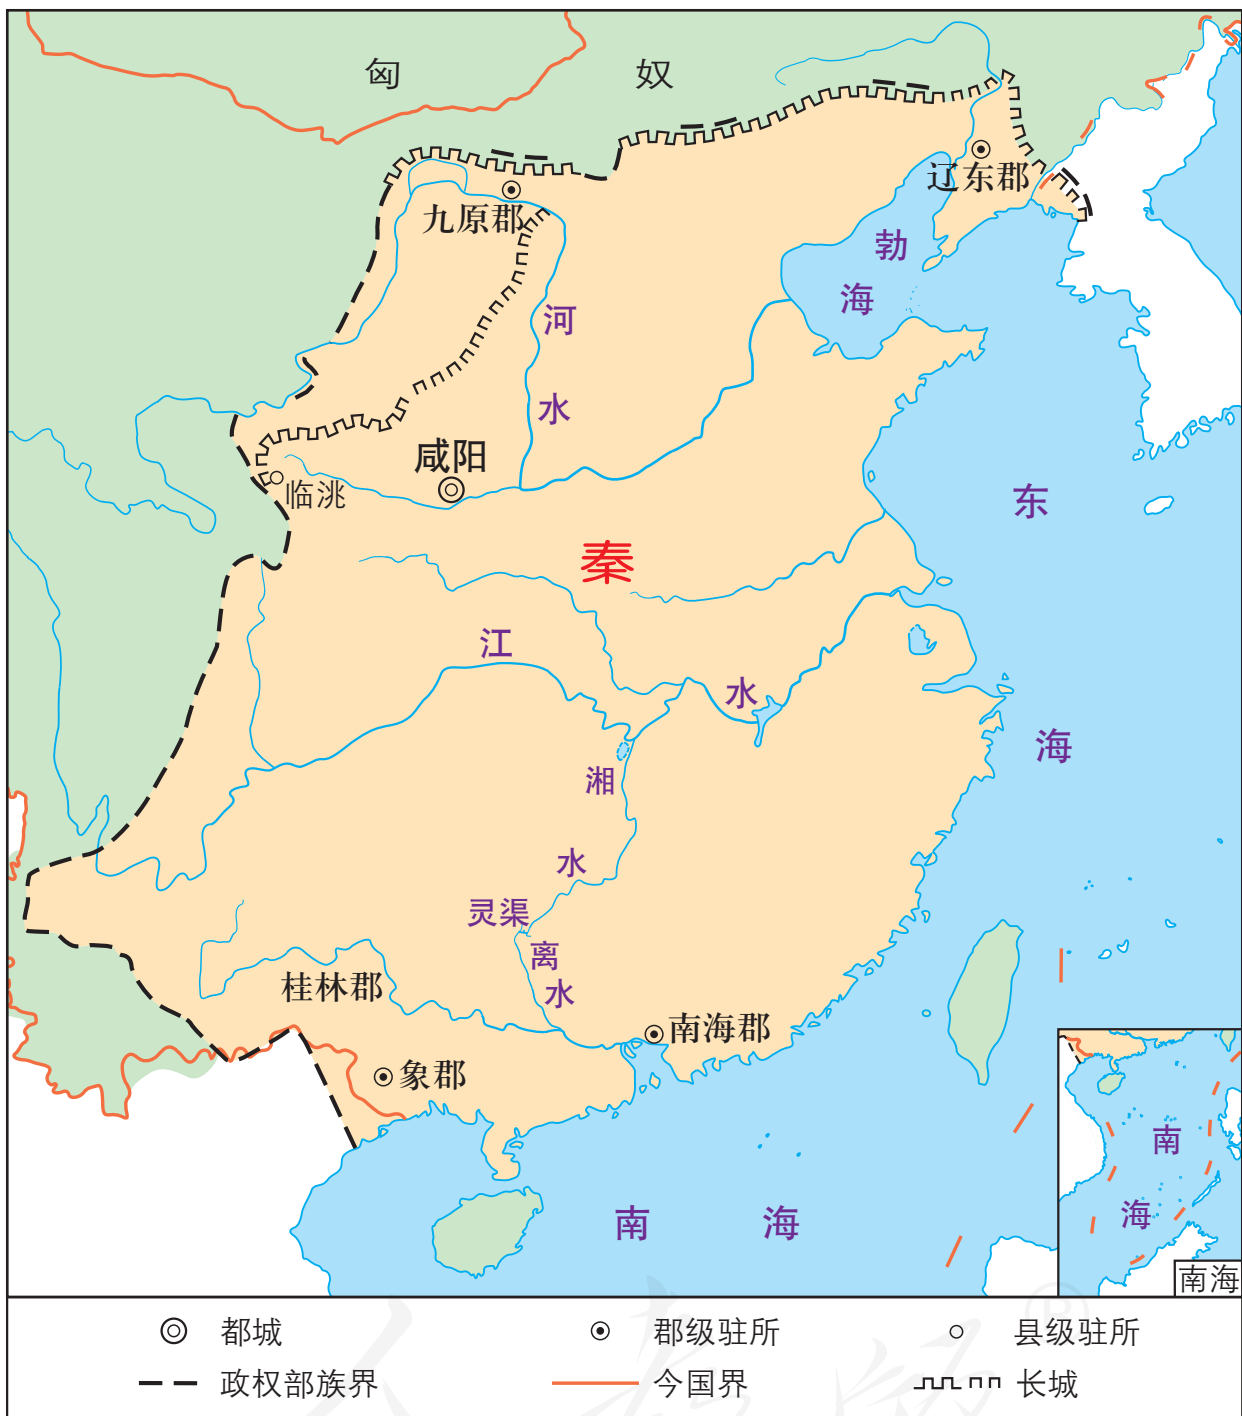 匈奴
辽东郡
九原郡
勃海
河水
咸阳
临洮
东海
秦
江水
湘水
灵渠
离水
桂林郡
南海郡
象郡
南海
南海
南海
都城
郡级驻所
县级驻所
政权部族界
今国界
长城